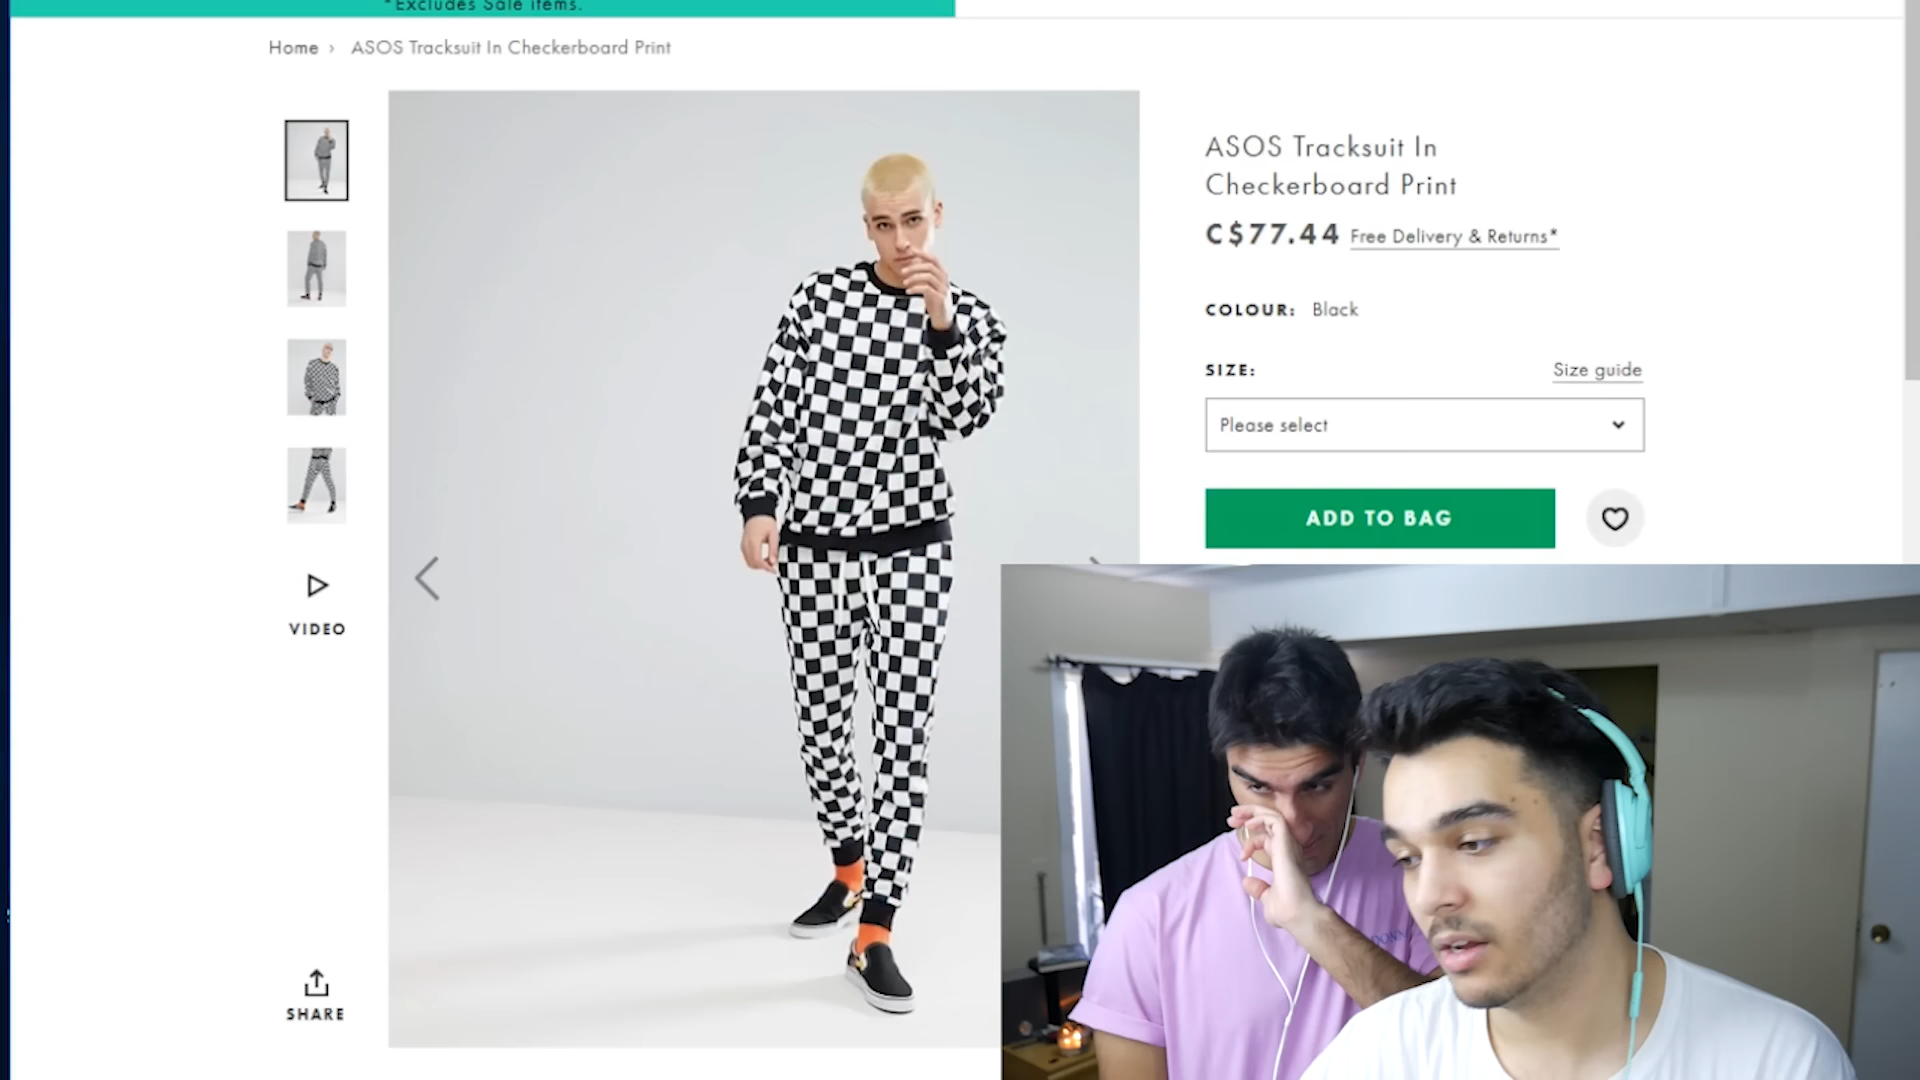 *Excludes Sale items.
Home › ASOS Tracksuit In Checkerboard Print
ASOS Tracksuit In
Checkerboard Print
C$77.44 Free Delivery & Returns*
COLOUR: Black
SIZE: Size guide
Please select
ADD TO BAG
VIDEO
SHARE